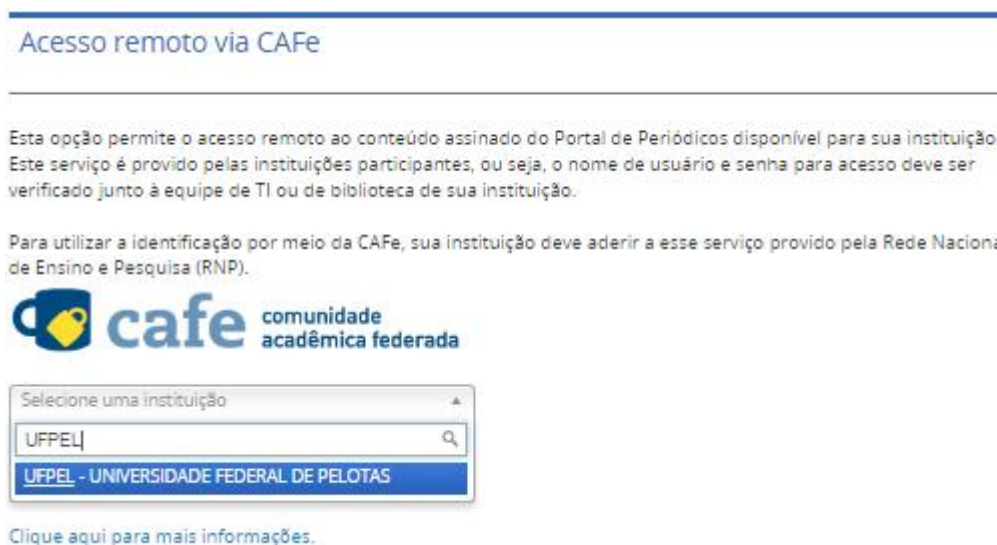 Acesso remoto via CAFe
Esta opção permite o acesso remoto ao conteúdo assinado do Portal de Periódicos disponível para sua instituição
Este serviço é provido pelas instituições participantes, ou seja, o nome de usuário e senha para acesso deve ser
verificado junto à equipe de TI ou de biblioteca de sua instituição.
Para utilizar a identificação por meio da CAFe, sua instituição deve aderir a esse serviço provido pela Rede Naciona
de Ensino e Pesquisa (RNP).
cafe comunidade
acadêmica federada
Selecione uma instituição
UFPEL
UFPEL - UNIVERSIDADE FEDERAL DE PELOTAS
Clique aqui para mais informações.